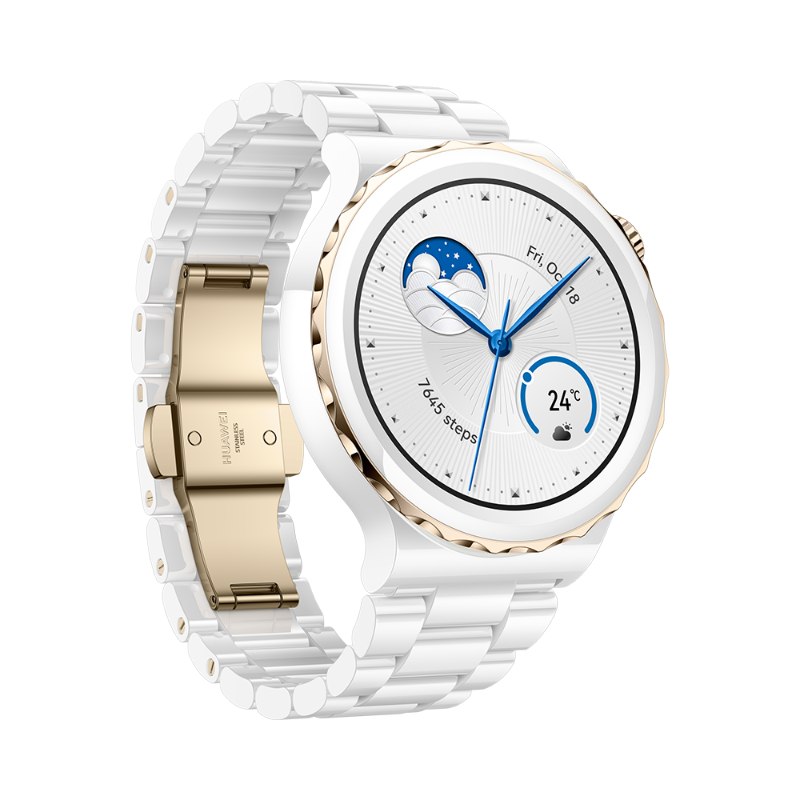 Fri, Oct 18
7645 steps
24°C
HUAWEI
STAINLESS
STEEL